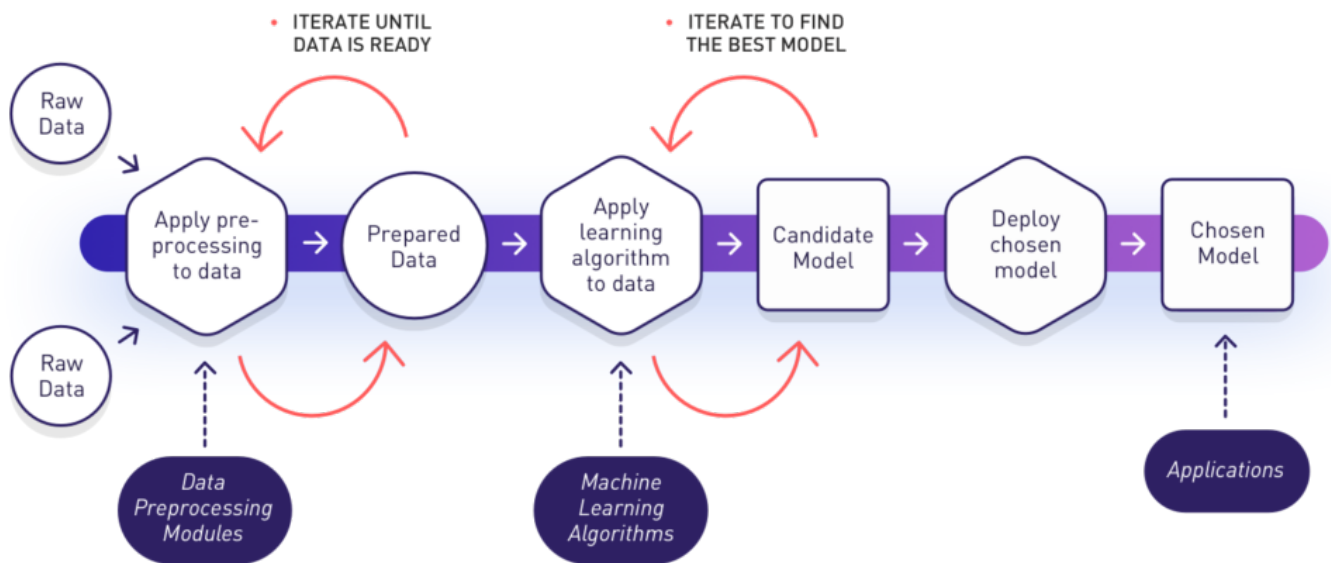 ITERATE UNTIL
DATA IS READY
ITERATE TO FIND
THE BEST MODEL
Raw
Data
Raw
Data
Apply pre-
processing
to data
Prepared
Data
Apply
learning
algorithm
to data
Candidate
Model
Deploy
chosen
model
Chosen
Model
Data
Preprocessing
Modules
Machine
Learning
Algorithms
Applications